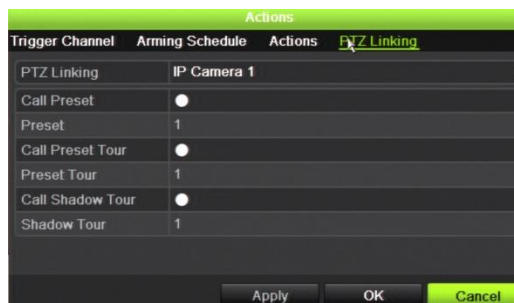 Actions
Trigger Channel Arming Schedule Actions PTZ Linking
PTZ Linking IP Camera 1
Call Preset
Preset 1
Call Preset Tour
Preset Tour 1
Call Shadow Tour
Shadow Tour 1
Apply OK Cancel